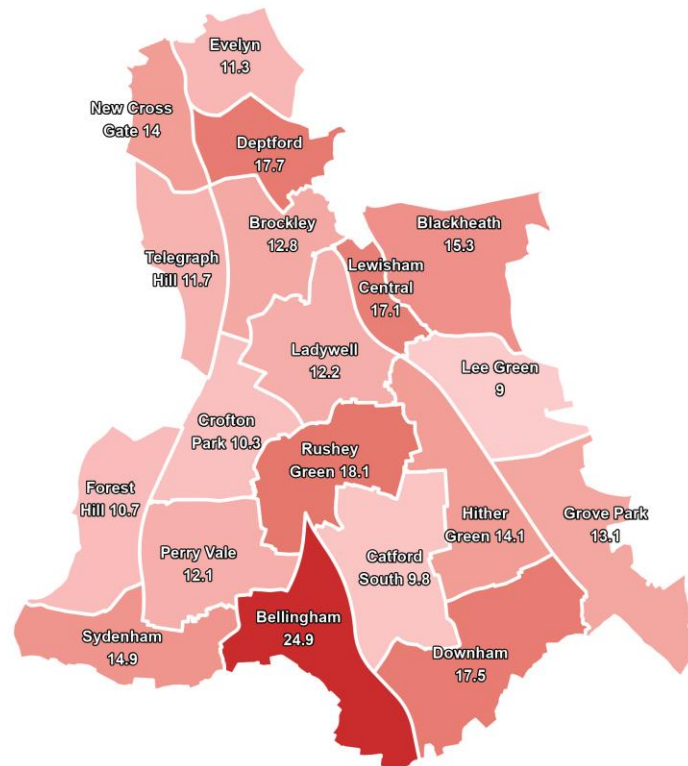 Evelyn
11.3
New Cross
Gate 14
Deptford
17.7
Brockley
12.8
Blackheath
15.3
Telegraph
Hill 11.7
Lewisham
Central
17.1
Ladywell
12.2
Lee Green
9
Crofton
Park 10.3
Rushey
Green 18.1
Forest
Hill 10.7
Hither
Green 14.1
Grove Park
13.1
Perry Vale
12.1
Catford
South 9.8
Bellingham
24.9
Sydenham
14.9
Downham
17.5